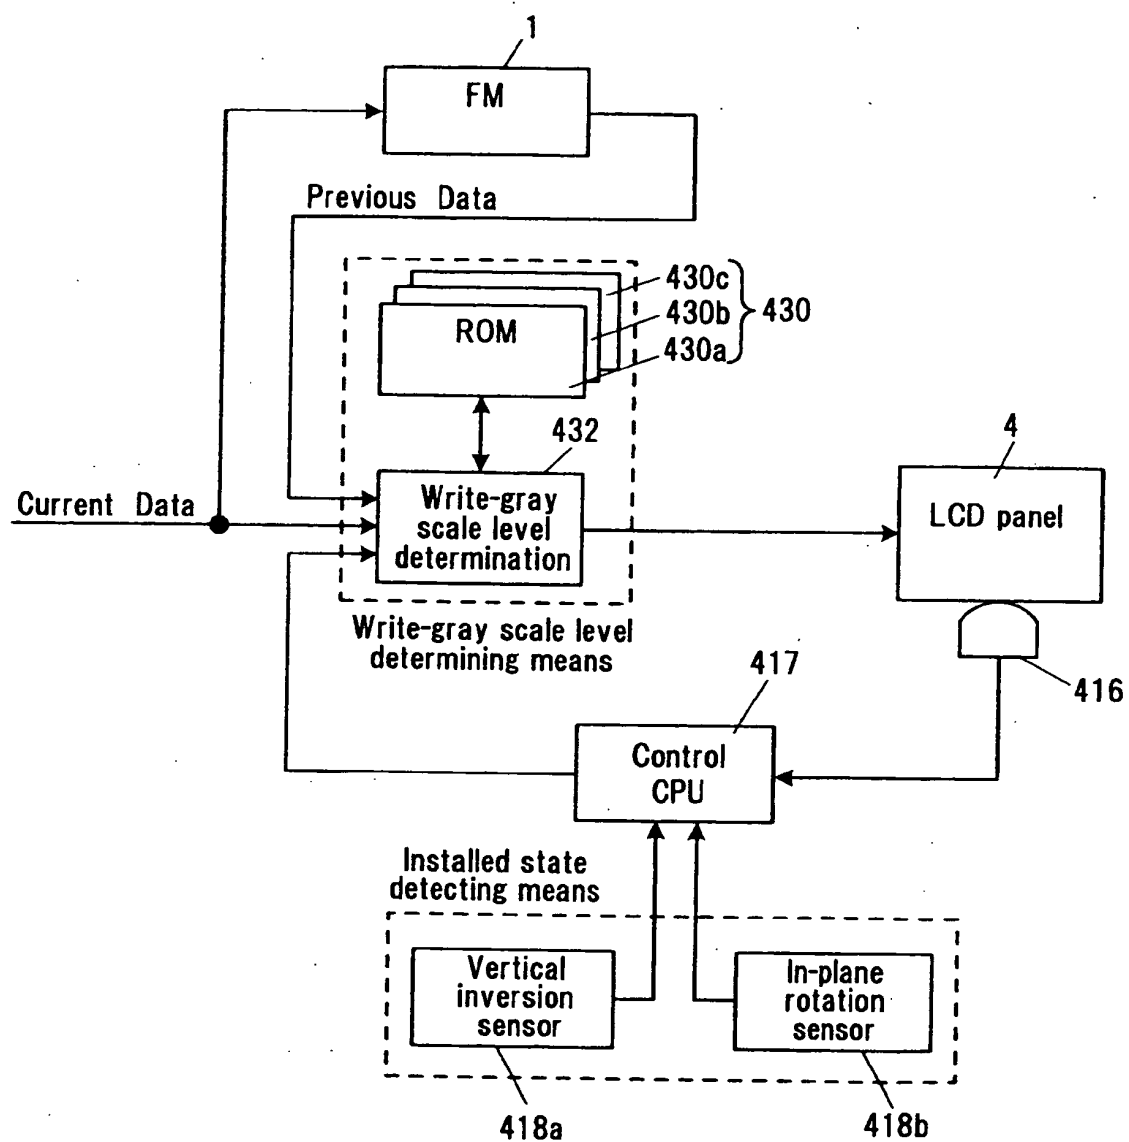 1
FM
Previous Data
430c
430b
430
ROM
430a
432
4
Current Data
Write-gray
scale level
determination
LCD panel
Write-gray scale level
determining means
416
417
Control
CPU
Installed state
detecting means
Vertical
inversion
sensor
In-plane
rotation
sensor
418a
418b